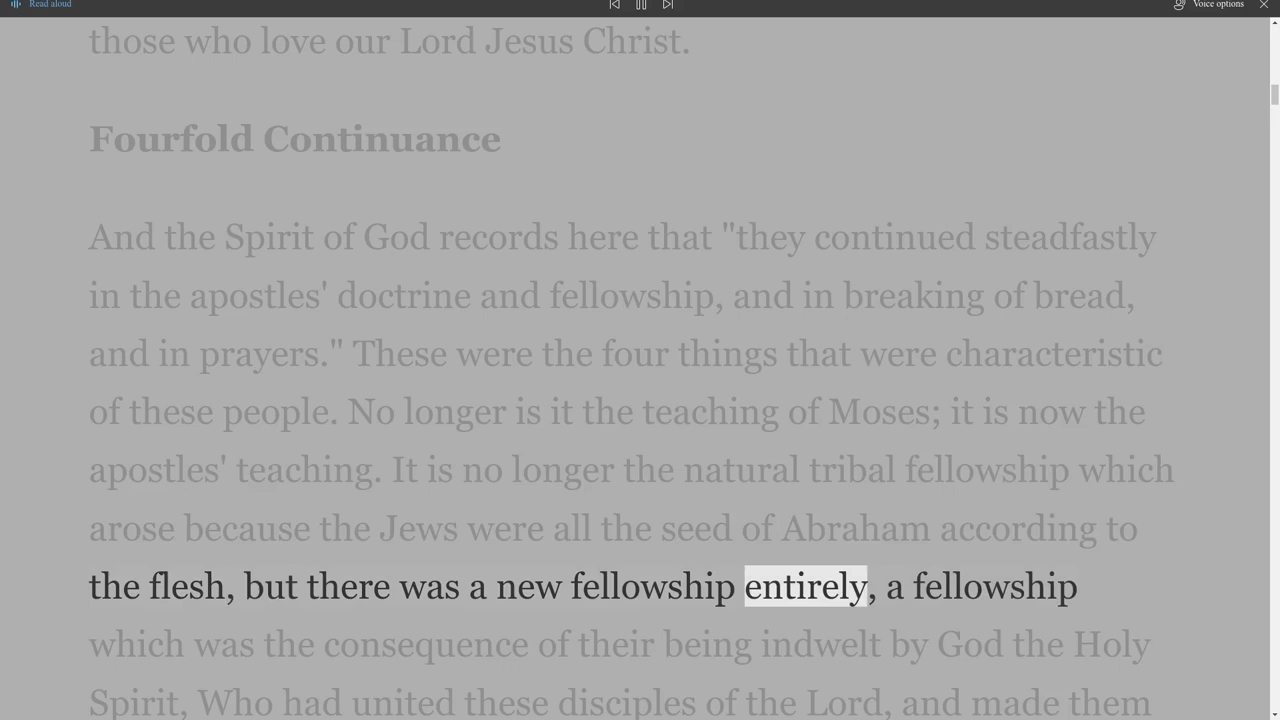 Read aloud
Voice options
those who love our Lord Jesus Christ.
Fourfold Continuance
And the Spirit of God records here that "they continued steadfastly
in the apostles' doctrine and fellowship, and in breaking of bread,
and in prayers." These were the four things that were characteristic
of these people. No longer is it the teaching of Moses; it is now the
apostles' teaching. It is no longer the natural tribal fellowship which
arose because the Jews were all the seed of Abraham according to
the flesh, but there was a new fellowship entirely, a fellowship
which was the consequence of their being indwelt by God the Holy
Spirit, Who had united these disciples of the Lord, and made them